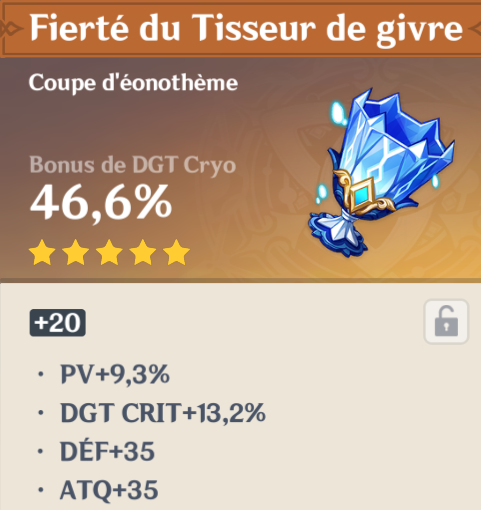 Fierté du Tisseur de givre
Coupe d'éonothème
Bonus de DGT Cryo
46,6%
+20
· PV+9,3%
· DGT CRIT+13,2%
· DÉF+35
· ATQ+35